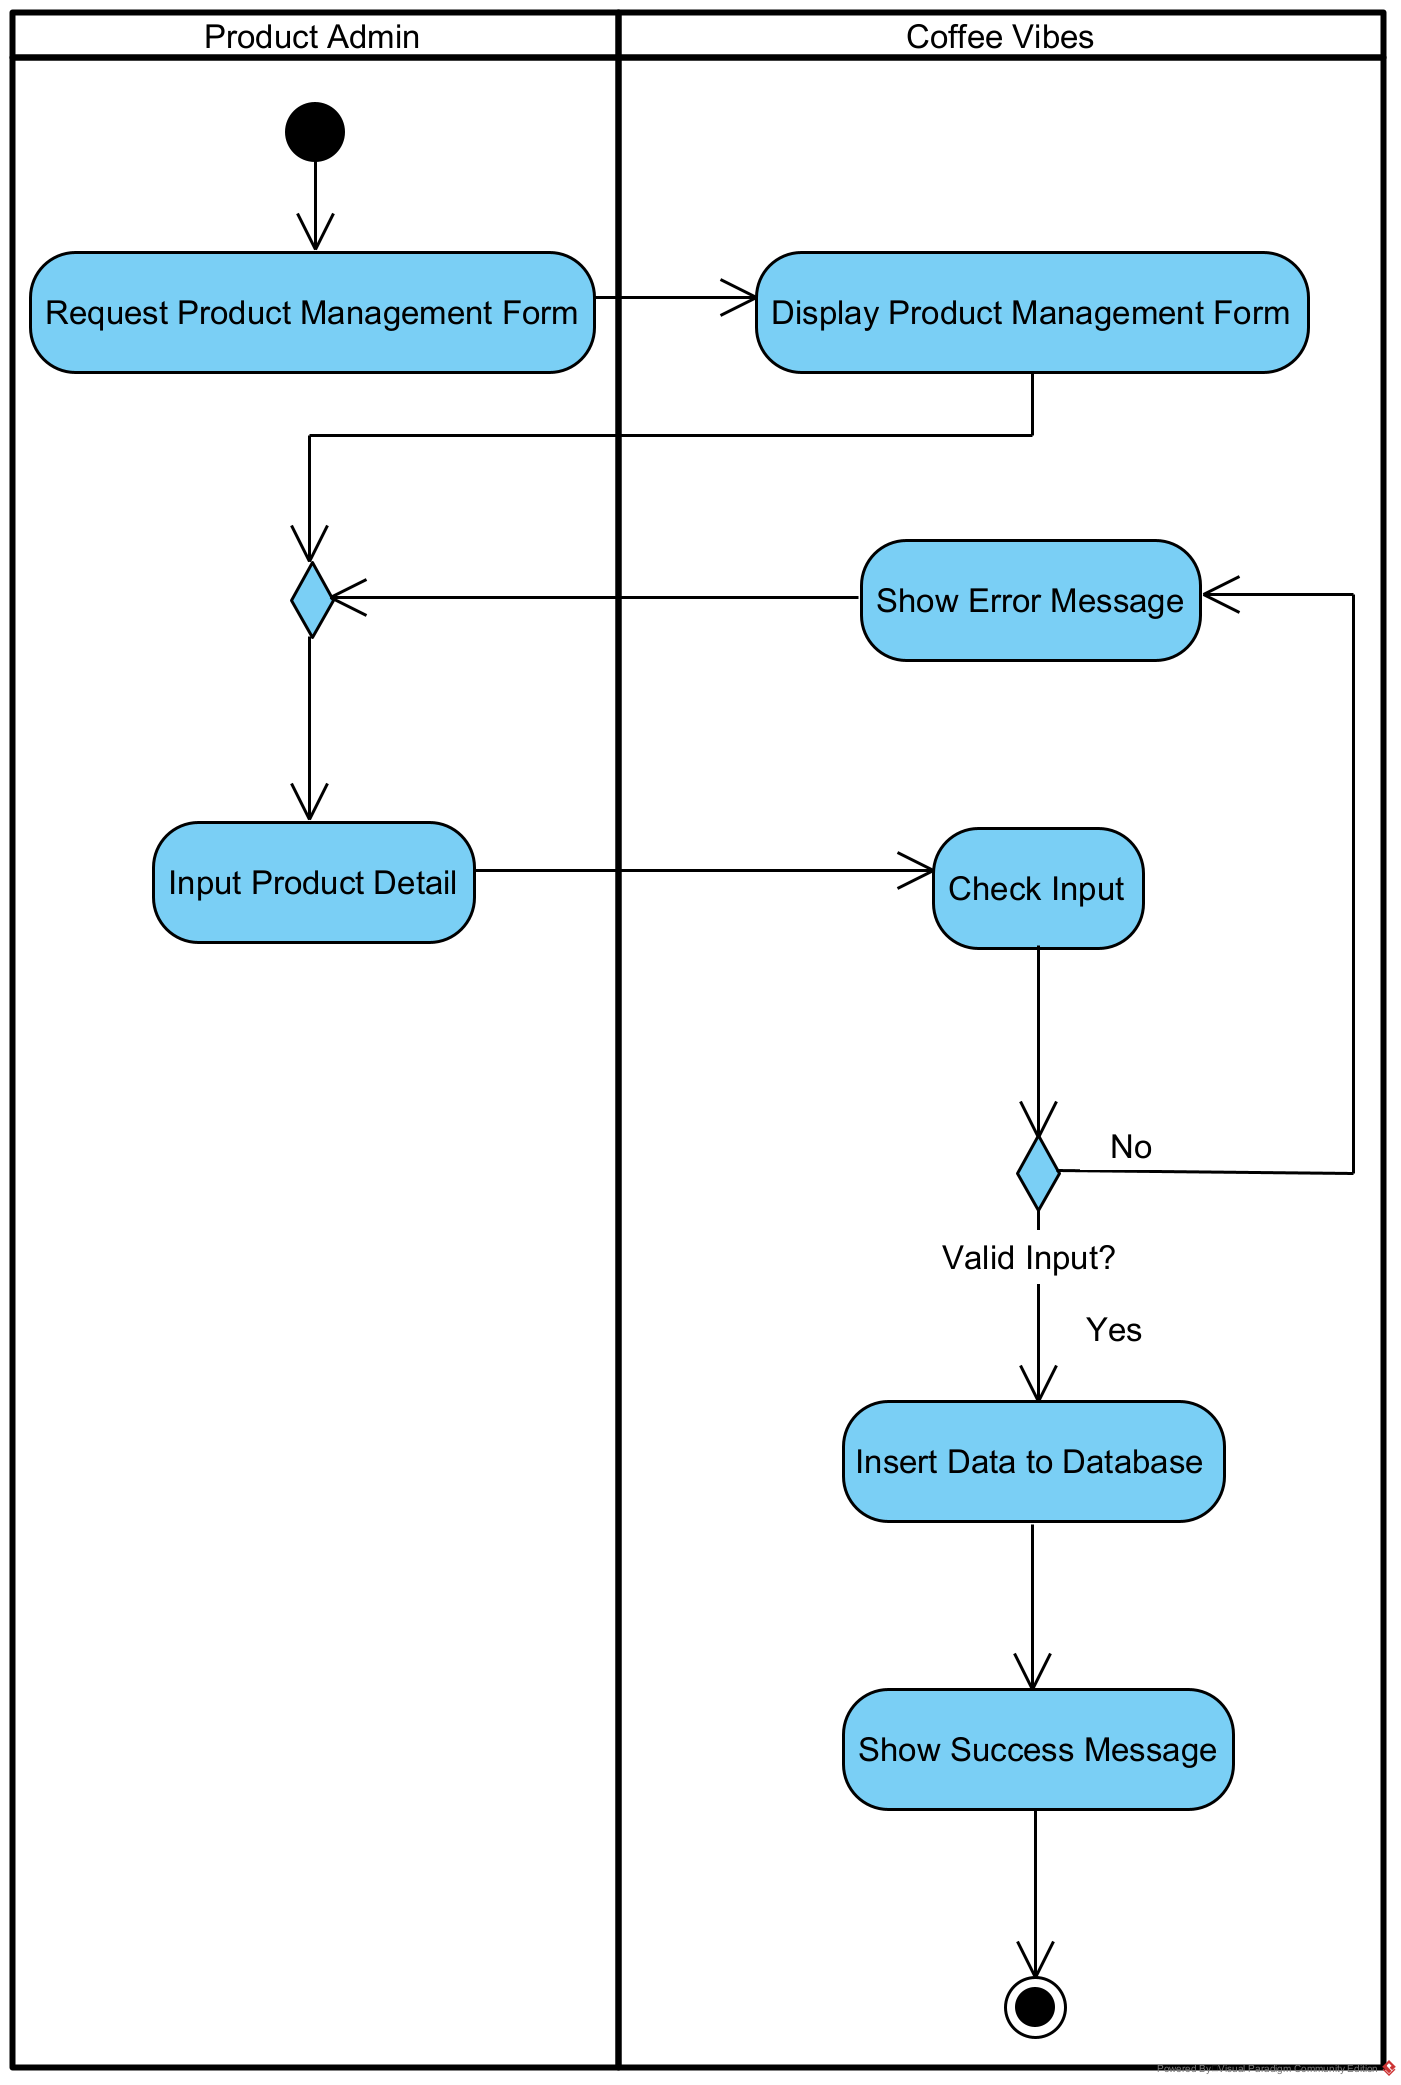 Product Admin
Coffee Vibes
Request Product Management Form
Display Product Management Form
Show Error Message
Input Product Detail
Check Input
No
Valid Input?
Yes
Insert Data to Database
Show Success Message
Powered By: Visual Paradigm Community Edition